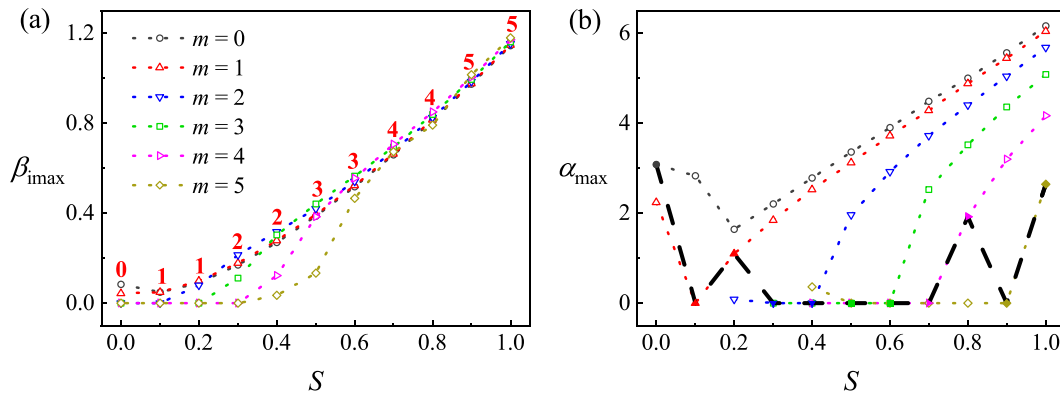 (a)
1.2
0.8
0.4
0.0
β_imax
m = 0
m = 1
m = 2
m = 3
m = 4
m = 5
0 1 1 2 2 3 3 4 4 5 5
0.0 0.2 0.4 0.6 0.8 1.0
S
(b)
6
4
2
0
α_max
0.0 0.2 0.4 0.6 0.8 1.0
S